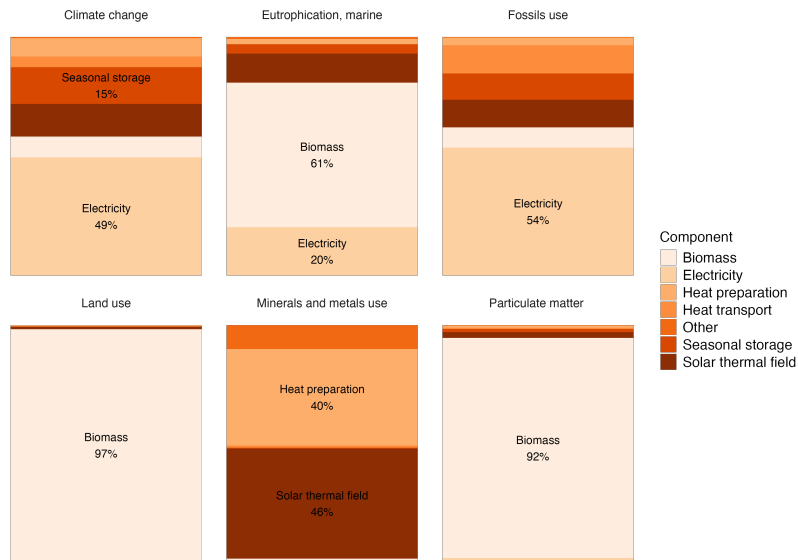 Climate change
Eutrophication, marine
Fossils use
Seasonal storage
15%
Electricity
49%
Biomass
61%
Electricity
20%
Electricity
54%
Land use
Minerals and metals use
Particulate matter
Biomass
97%
Heat preparation
40%
Solar thermal field
46%
Biomass
92%
Component
Biomass
Electricity
Heat preparation
Heat transport
Other
Seasonal storage
Solar thermal field